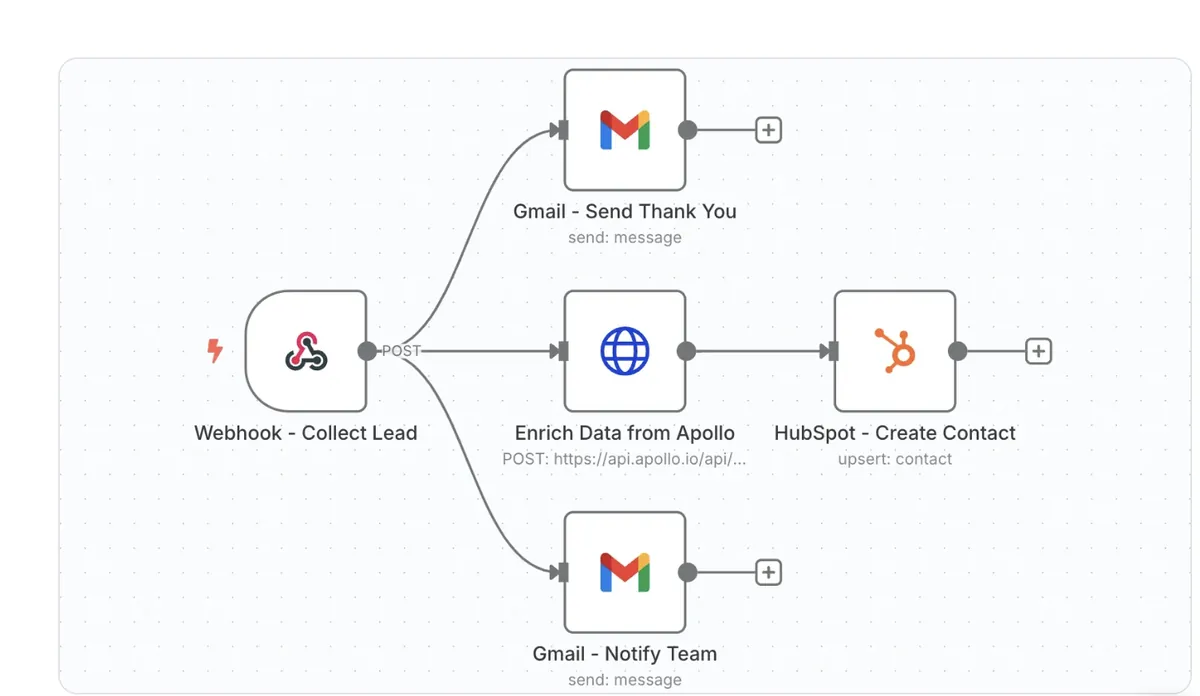 Gmail - Send Thank You
send: message
POST
Webhook - Collect Lead
Enrich Data from Apollo
POST: https://api.apollo.io/api/...
HubSpot - Create Contact
upsert: contact
Gmail - Notify Team
send: message